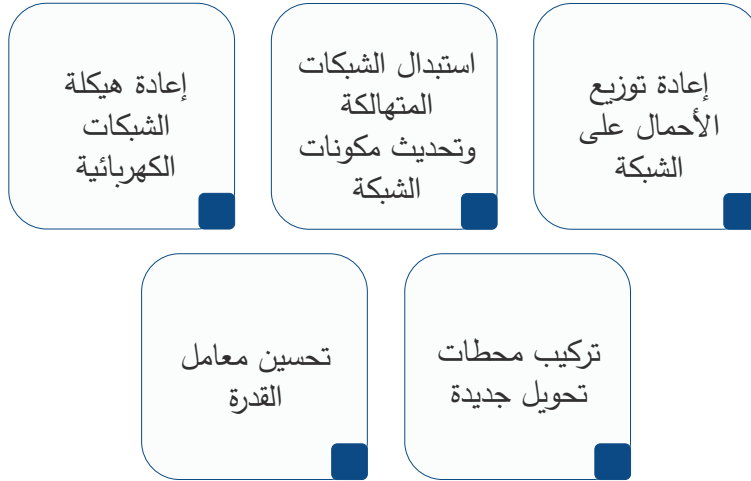 إعادة توزيع
الأحمال على
الشبكة
استبدال الشبكات
المتهالكة
وتحديث مكونات
الشبكة
إعادة هيكلة
الشبكات
الكهربائية
تركيب محطات
تحويل جديدة
تحسين معامل
القدرة